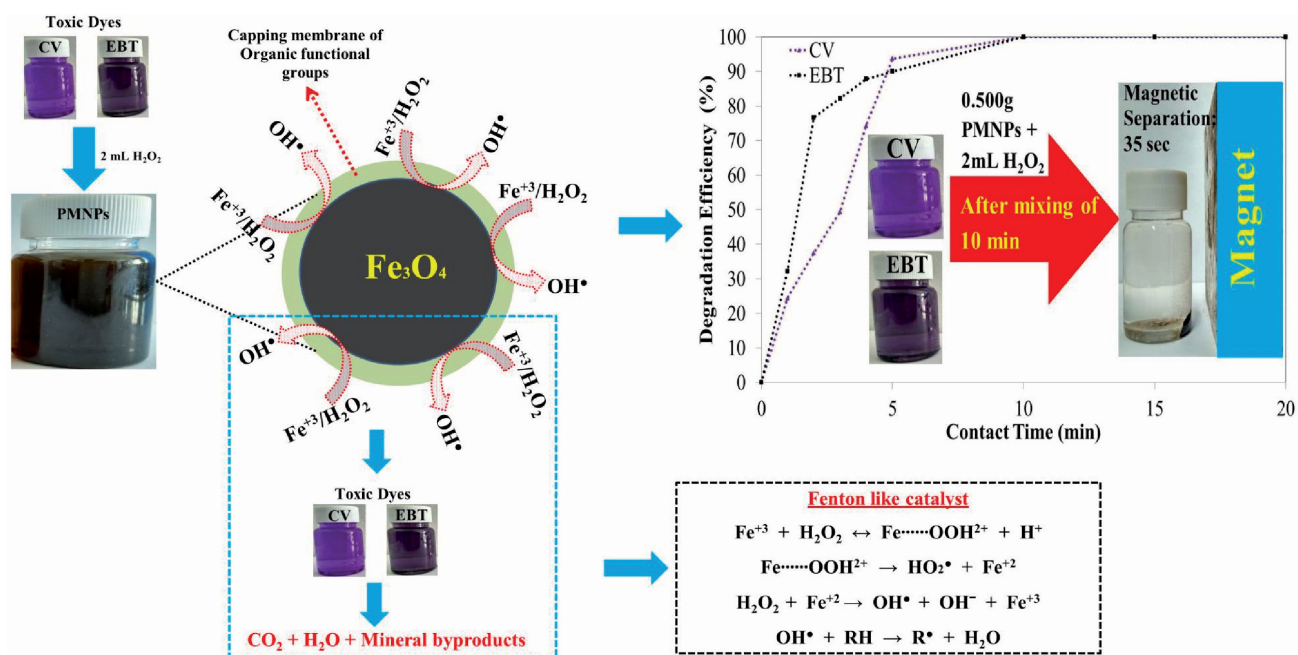 Toxic Dyes
CV
EBT
2 mL H₂O₂
PMNPs
Capping membrane of
Organic functional
groups
Fe⁺³/H₂O₂
OH•
OH•
Fe⁺³/H₂O₂
Fe⁺³/H₂O₂
Fe₃O₄
OH•
OH•
Fe⁺³/H₂O₂
Fe⁺³/H₂O₂
OH•
Toxic Dyes
CV
EBT
CO₂ + H₂O + Mineral byproducts
Degradation Efficiency (%)
100
90
80
70
60
50
40
30
20
10
0
0
5
10
15
20
Contact Time (min)
CV
EBT
CV
EBT
0.500g
PMNPs +
2mL H₂O₂
After mixing of
10 min
Magnetic
Separation:
35 sec
Magnet
Fenton like catalyst
Fe⁺³ + H₂O₂ ↔ Fe······OOH²⁺ + H⁺
Fe······OOH²⁺ → HO₂• + Fe⁺²
H₂O₂ + Fe⁺² → OH• + OH⁻ + Fe⁺³
OH• + RH → R• + H₂O